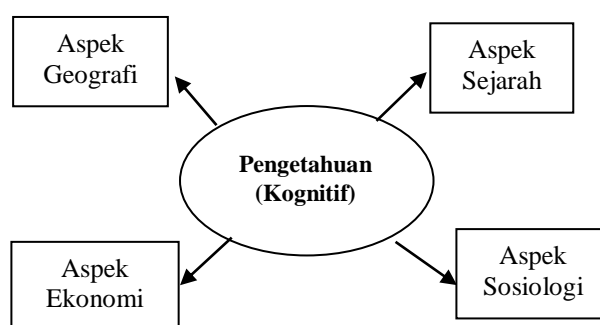 Aspek
Geografi
Aspek
Sejarah
Pengetahuan
(Kognitif)
Aspek
Ekonomi
Aspek
Sosiologi